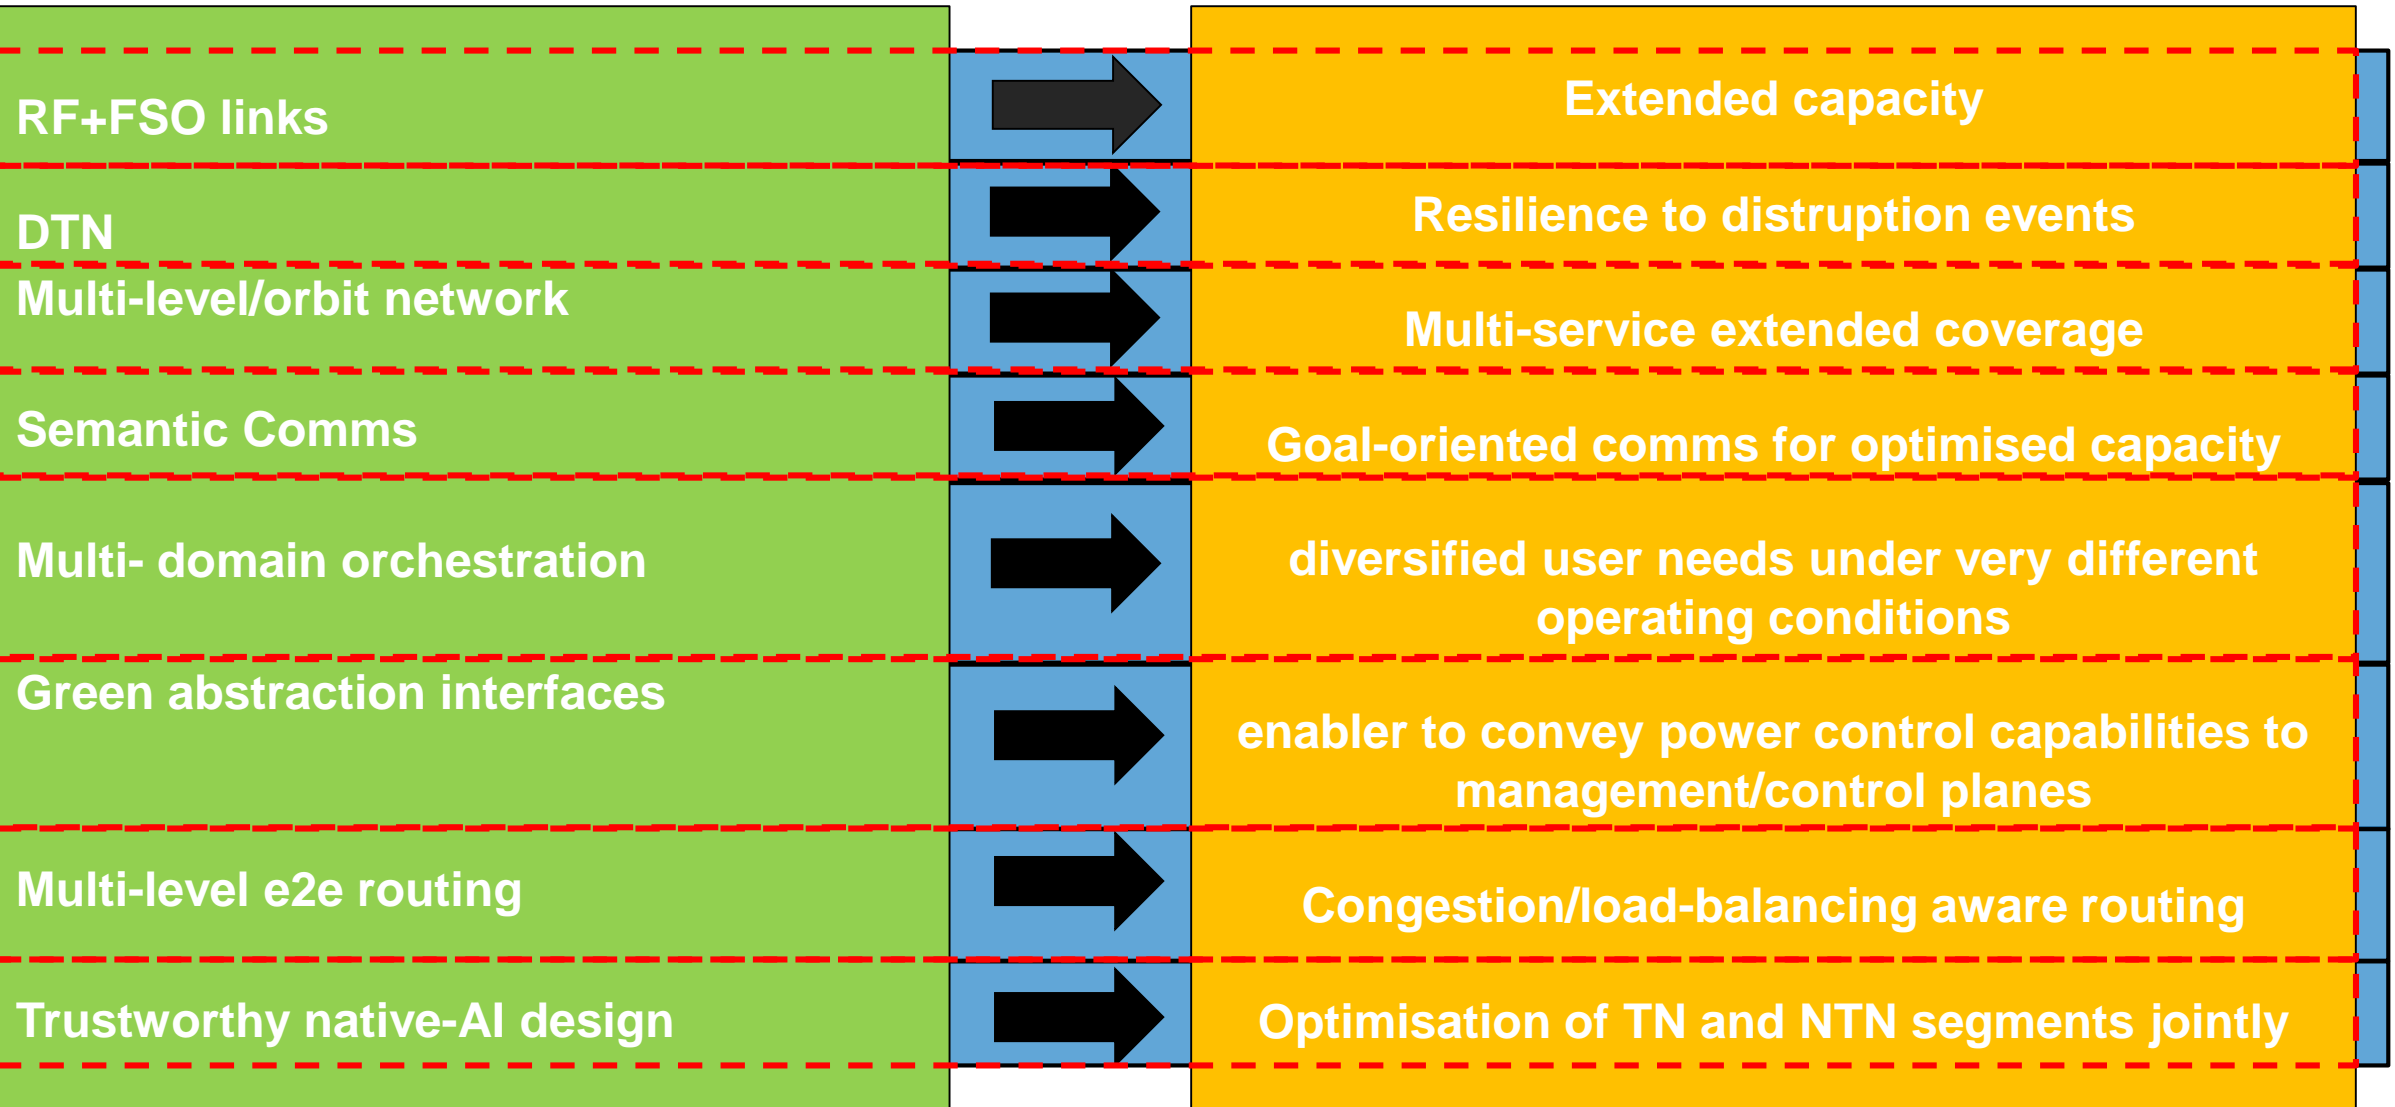 RF+FSO links
Extended capacity
DTN
Resilience to distruption events
Multi-level/orbit network
Multi-service extended coverage
Semantic Comms
Goal-oriented comms for optimised capacity
Multi- domain orchestration
diversified user needs under very different
operating conditions
Green abstraction interfaces
enabler to convey power control capabilities to
management/control planes
Multi-level e2e routing
Congestion/load-balancing aware routing
Trustworthy native-AI design
Optimisation of TN and NTN segments jointly